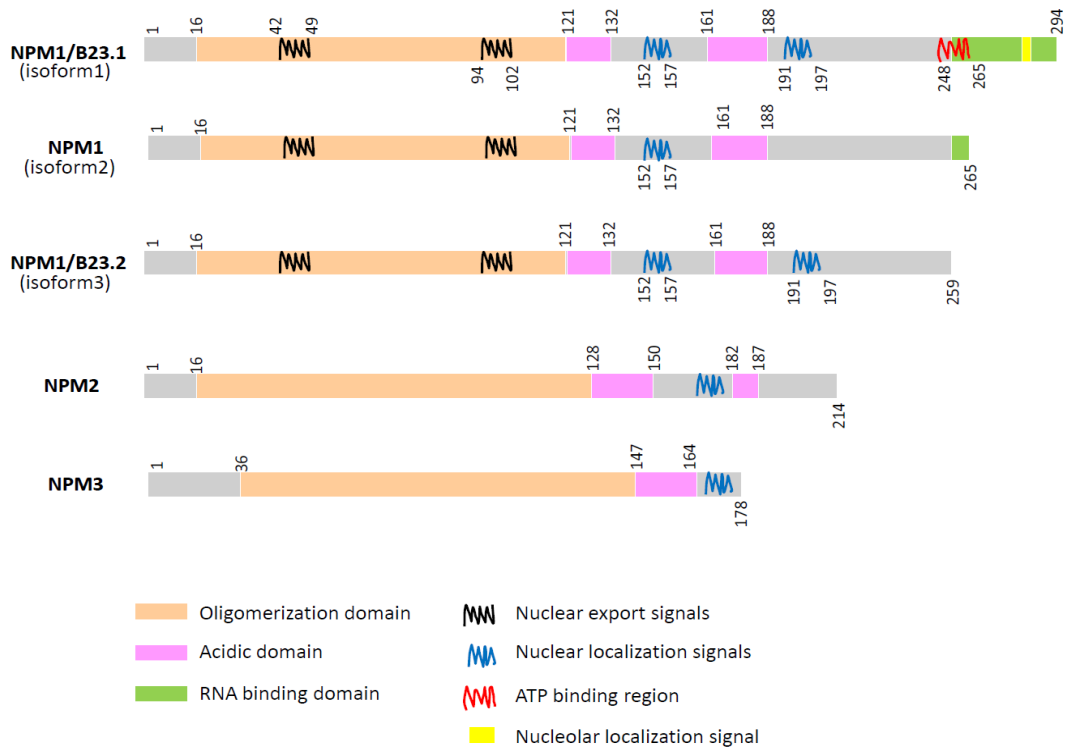 42 49
1 16 121 132 161 188 294
NPM1/B23.1
(isoform1)
94 102 152 157 191 197 248 265
1 16 121 132 161 188
NPM1
(isoform2)
152 157 265
1 16 121 132 161 188
NPM1/B23.2
(isoform3)
152 157 191 197 259
1 16 128 150 182 187
NPM2
214
1 36 147 164
NPM3
178
Oligomerization domain
Nuclear export signals
Acidic domain
Nuclear localization signals
RNA binding domain
ATP binding region
Nucleolar localization signal